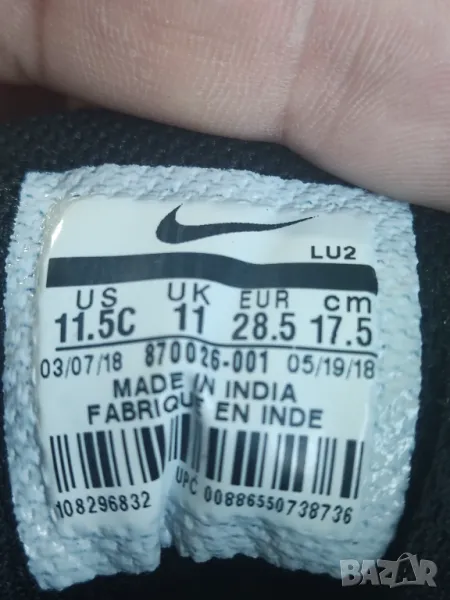 LU2
US UK EUR cm
11.5C 11 28.5 17.5
03/07/18 870026-001 05/19/18
MADE IN INDIA
FABRIQUE EN INDE
108296832
UPC 00886550738736
BAZAR